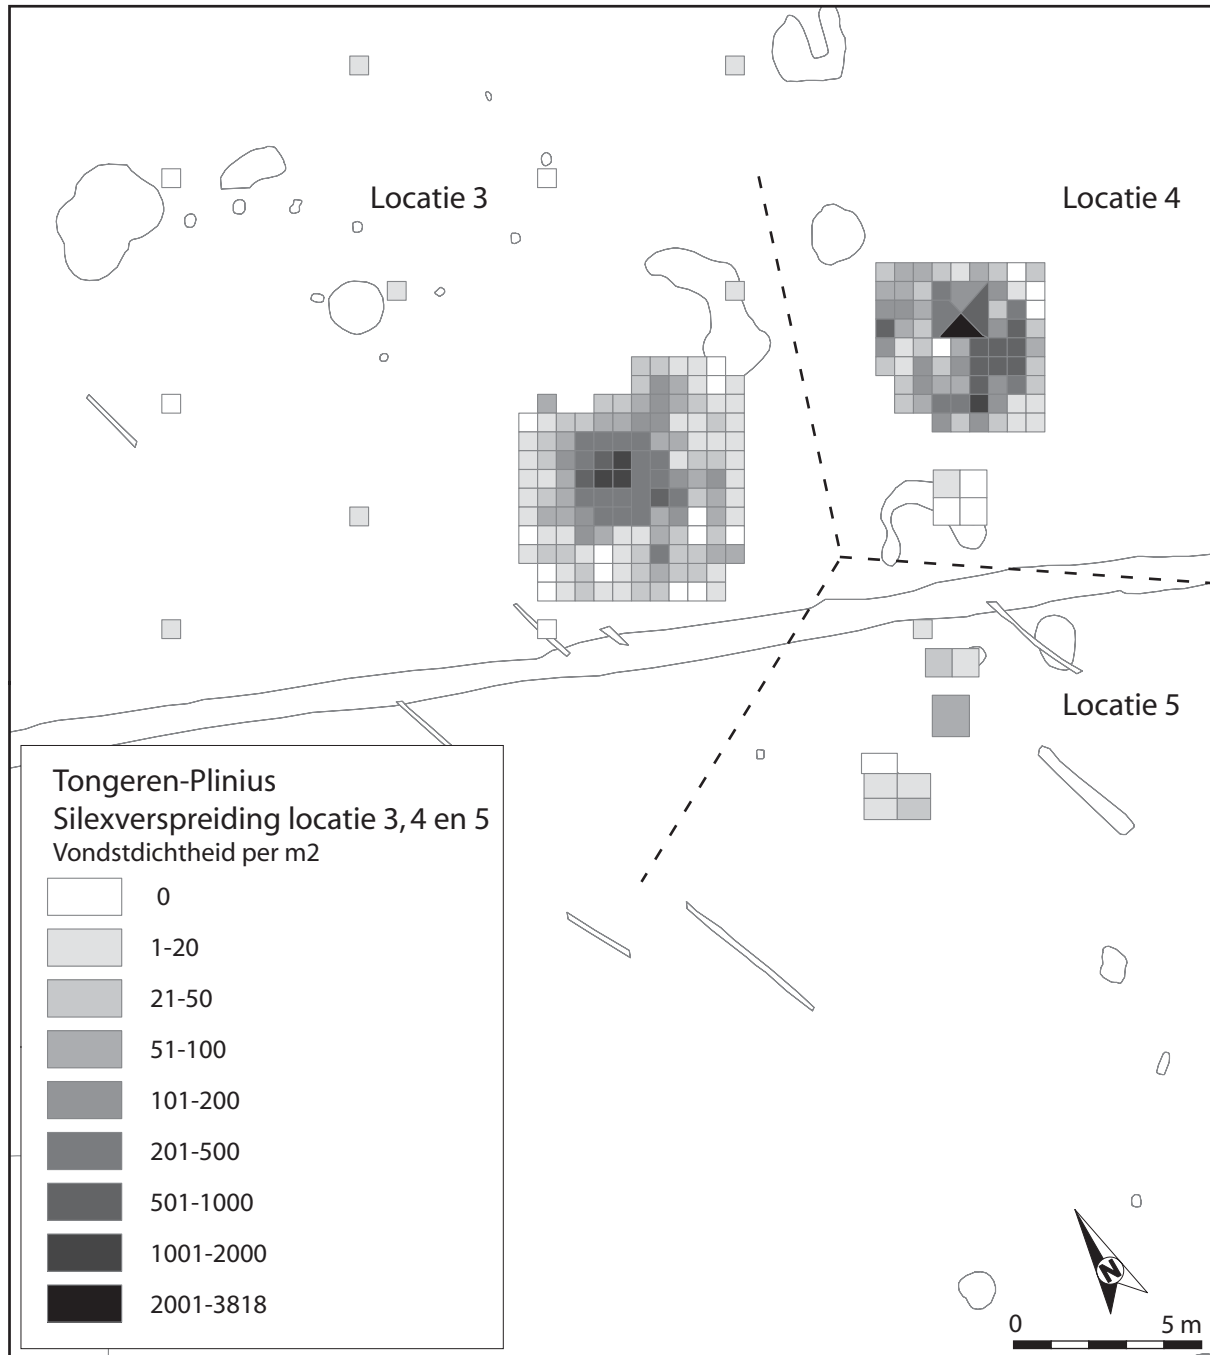 Locatie 3
Locatie 4
Locatie 5
Tongeren-Plinius
Silexverspreiding locatie 3, 4 en 5
Vondstdichtheid per m2
0
1-20
21-50
51-100
101-200
201-500
501-1000
1001-2000
2001-3818
N
0 5 m